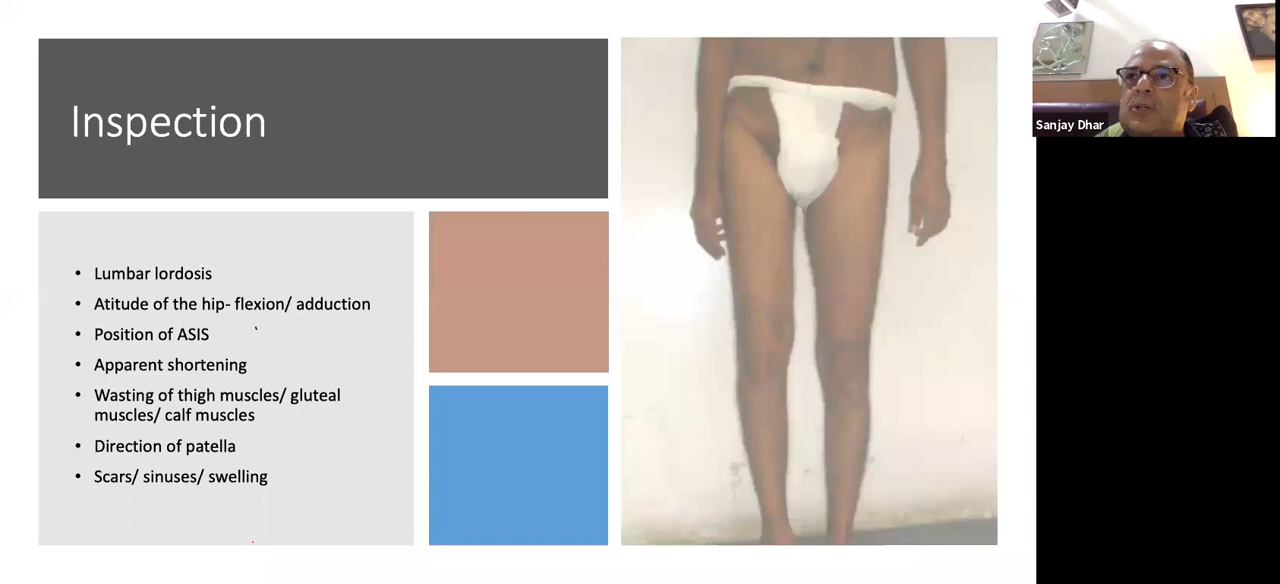 Inspection
Sanjay Dhar
• Lumbar lordosis
• Atitude of the hip- flexion/ adduction
• Position of ASIS
• Apparent shortening
• Wasting of thigh muscles/ gluteal
muscles/ calf muscles
• Direction of patella
• Scars/ sinuses/ swelling